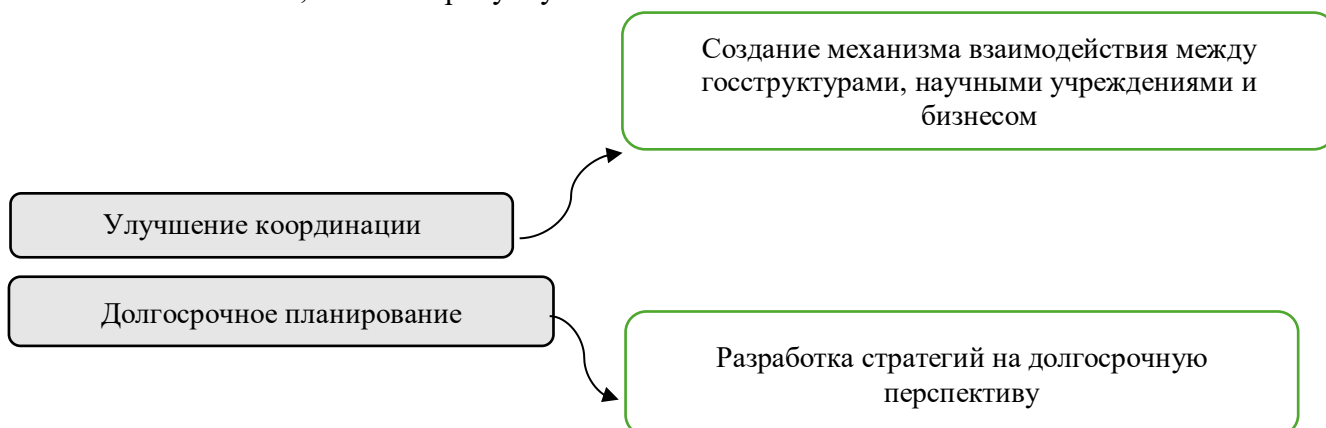 Создание механизма взаимодействия между
госструктурами, научными учреждениями и
бизнесом
Улучшение координации
Долгосрочное планирование
Разработка стратегий на долгосрочную
перспективу